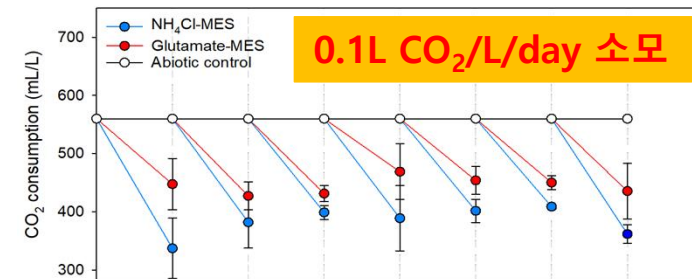 NH₄Cl-MES
Glutamate-MES
Abiotic control
0.1L CO₂/L/day 소모
CO₂ consumption (mL/L)
700
600
500
400
300